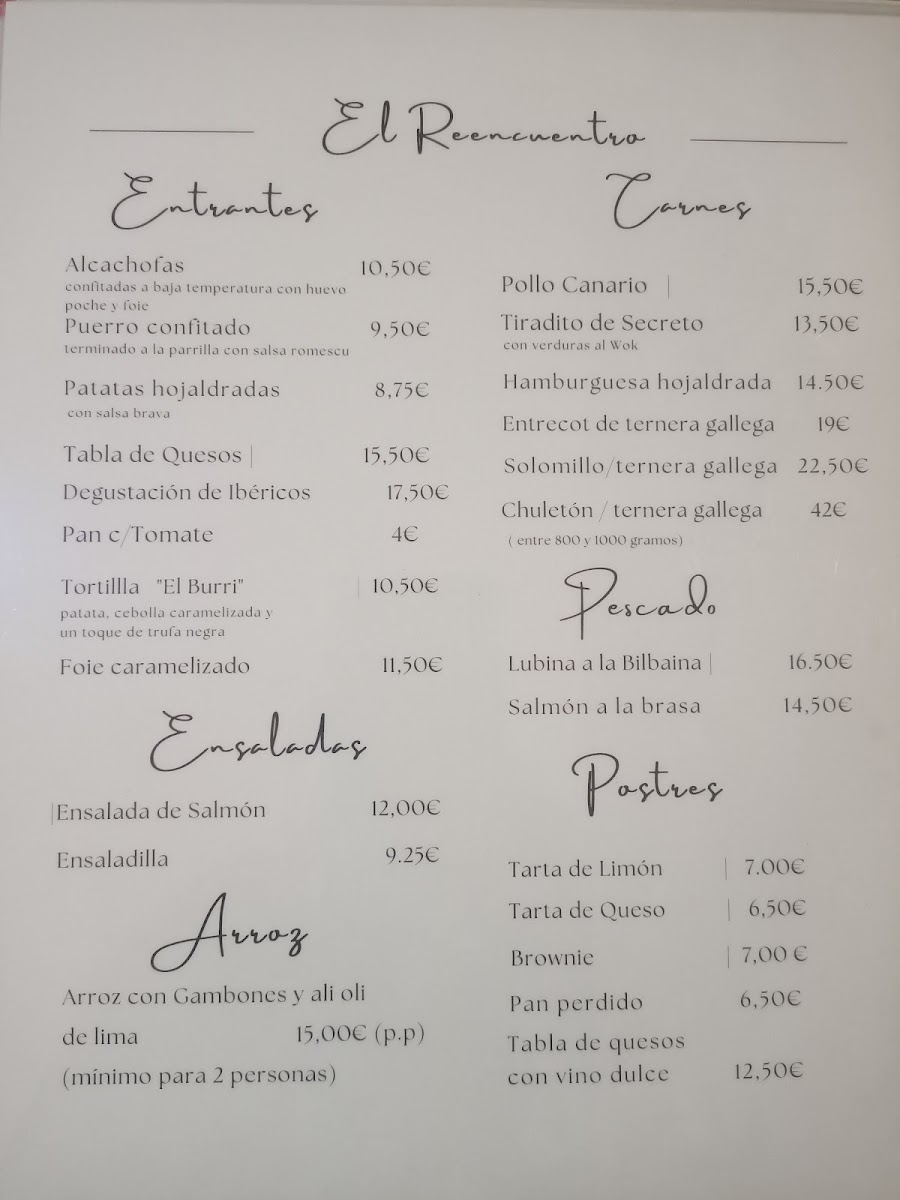 El Reencuentro
Entrantes
Alcachofas 10,50€
confitadas a baja temperatura con huevo
poche y foie
Puerro confitado 9,50€
terminado a la parrilla con salsa romescu
Patatas hojaldradas 8,75€
con salsa brava
Tabla de Quesos 15,50€
Degustación de Ibéricos 17,50€
Pan c/Tomate 4€
Tortillla "El Burri" 10,50€
patata, cebolla caramelizada y
un toque de trufa negra
Foie caramelizado 11,50€
Ensaladas
Ensalada de Salmón 12,00€
Ensaladilla 9.25€
Arroz
Arroz con Gambones y ali oli
de lima 15,00€ (p.p)
(mínimo para 2 personas)
Carnes
Pollo Canario 15,50€
Tiradito de Secreto 13,50€
con verduras al Wok
Hamburguesa hojaldrada 14.50€
Entrecot de ternera gallega 19€
Solomillo/ternera gallega 22,50€
Chuletón / ternera gallega 42€
( entre 800 y 1000 gramos)
Pescado
Lubina a la Bilbaina 16.50€
Salmón a la brasa 14,50€
Postres
Tarta de Limón 7.00€
Tarta de Queso 6,50€
Brownie 7,00 €
Pan perdido 6,50€
Tabla de quesos
con vino dulce 12,50€